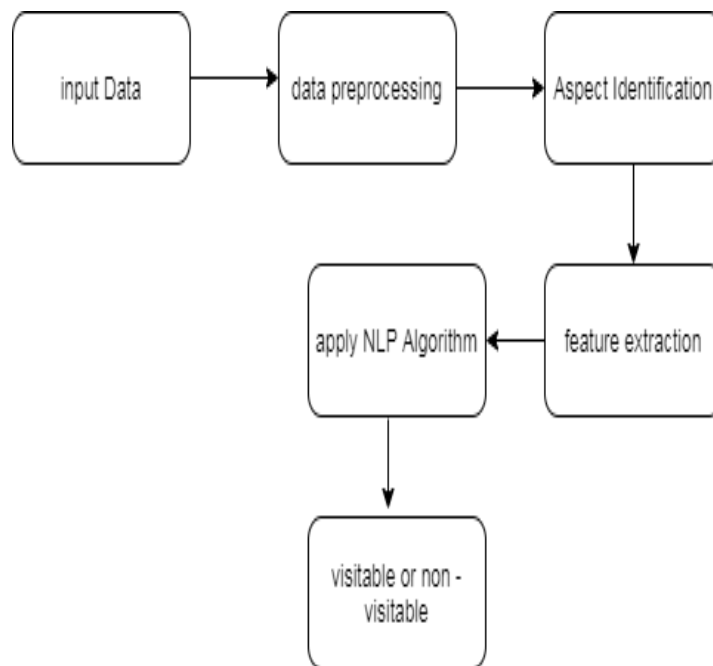 input Data
data preprocessing
Aspect Identification
feature extraction
apply NLP Algorithm
visitable or non -
visitable